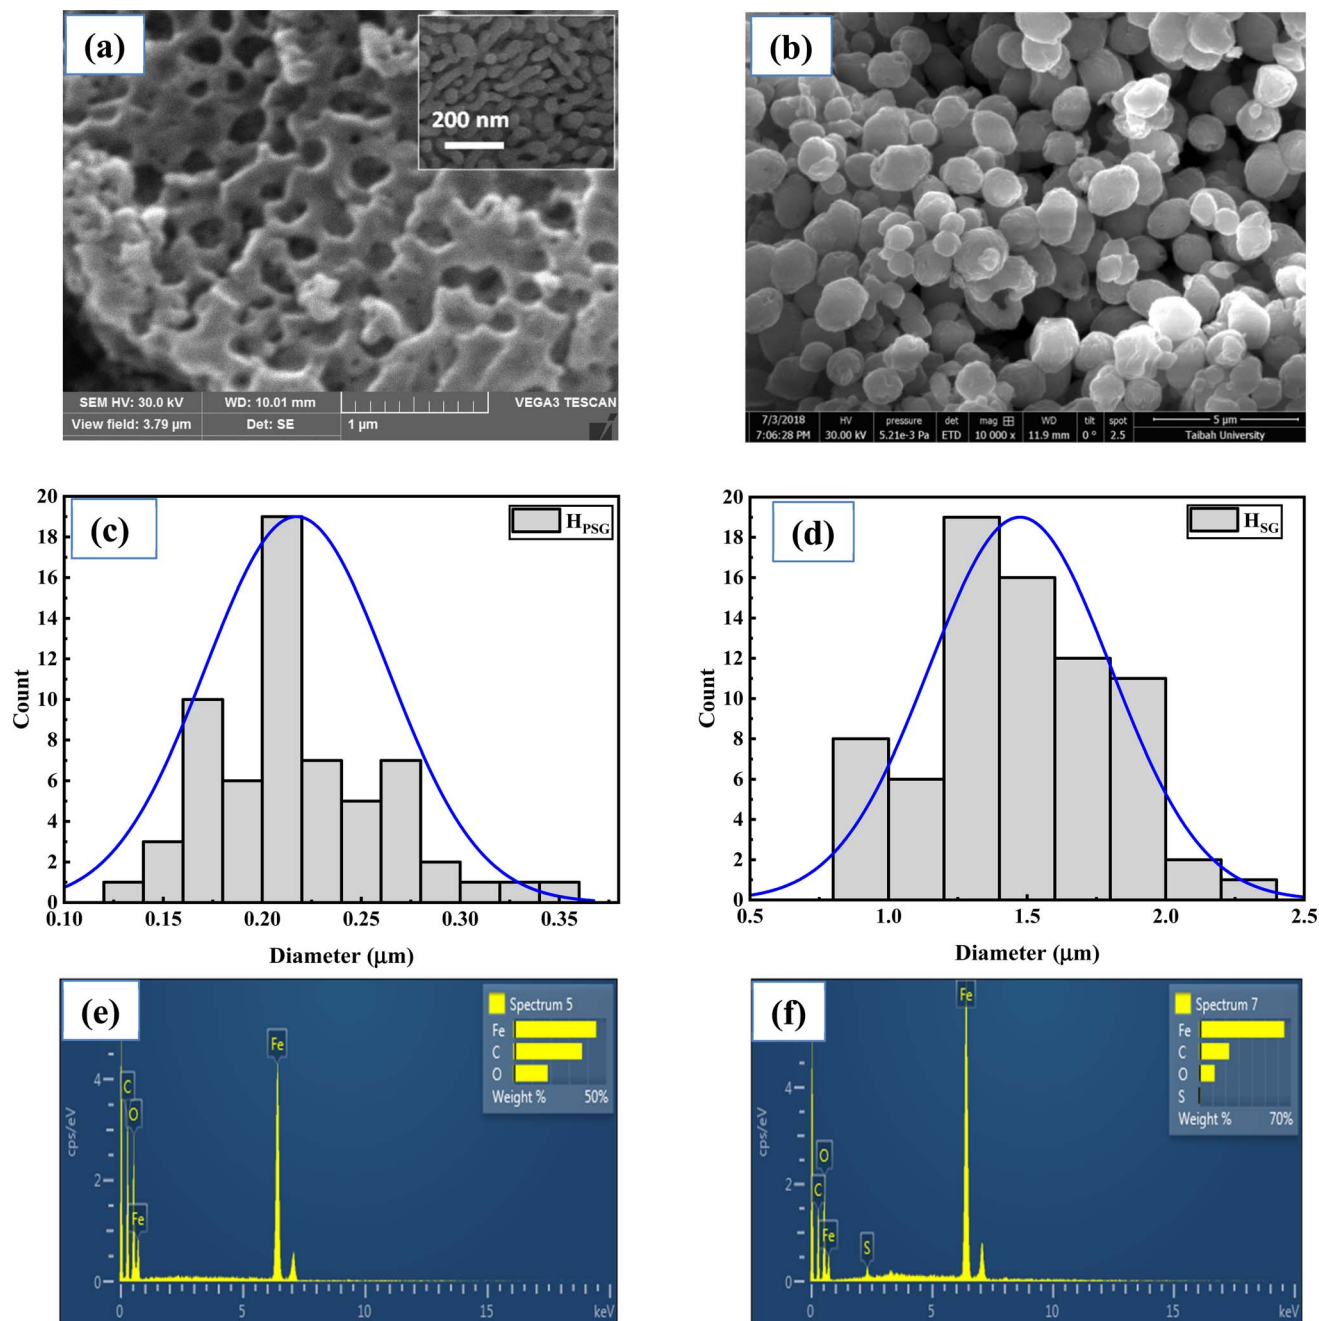 (a)
200 nm
SEM HV: 30.0 kV WD: 10.01 mm VEGA3 TESCAN
View field: 3.79 µm Det: SE 1 µm
(b)
7/3/2018 HV pressure det mag WD tilt spot 5 µm
7:06:28 PM 30.00 kV 5.21e-3 Pa ETD 10 000 x 11.9 mm 0 ° 2.5 Taibah University
(c)
H_PSG
20
18
16
14
12
10
8
6
4
2
0
Count
0.10 0.15 0.20 0.25 0.30 0.35
Diameter (µm)
(d)
H_SG
20
18
16
14
12
10
8
6
4
2
0
Count
0.5 1.0 1.5 2.0 2.5
Diameter (µm)
(e)
Spectrum 5
Fe
C
O
Weight % 50%
Fe
C
O
Fe
cps/eV
4
2
0
0 5 10 15 keV
(f)
Spectrum 7
Fe
C
O
S
Weight % 70%
Fe
O
C
Fe
S
cps/eV
4
2
0
0 5 10 15 keV